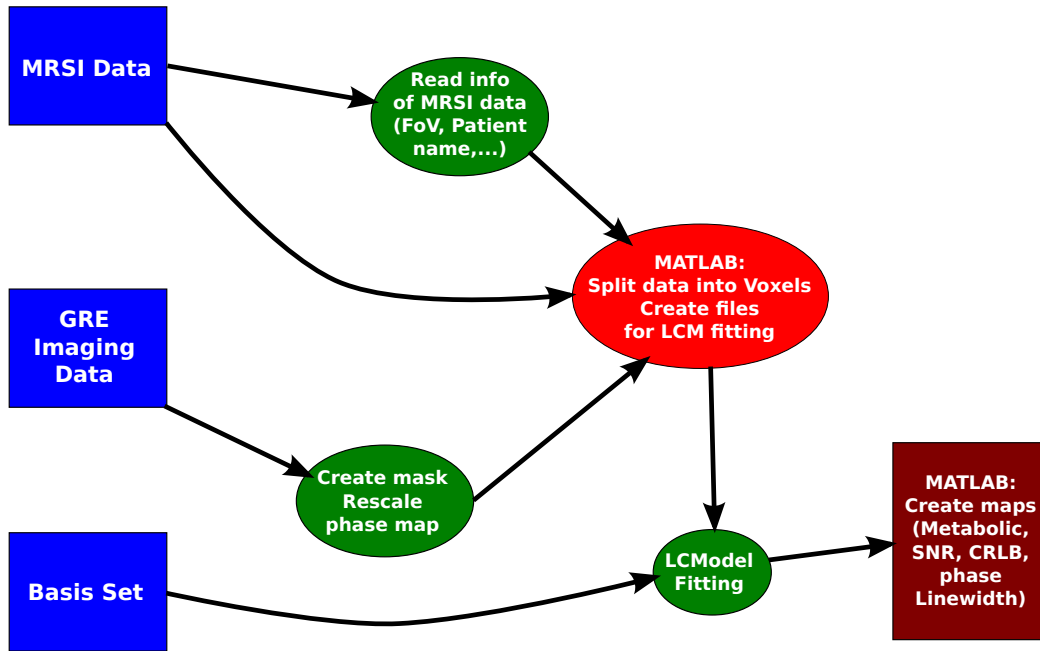 MRSI Data
Read info
of MRSI data
(FoV, Patient
name,...)
MATLAB:
Split data into Voxels
Create files
for LCM fitting
GRE
Imaging
Data
Create mask
Rescale
phase map
Basis Set
LCModel
Fitting
MATLAB:
Create maps
(Metabolic,
SNR, CRLB,
phase
Linewidth)